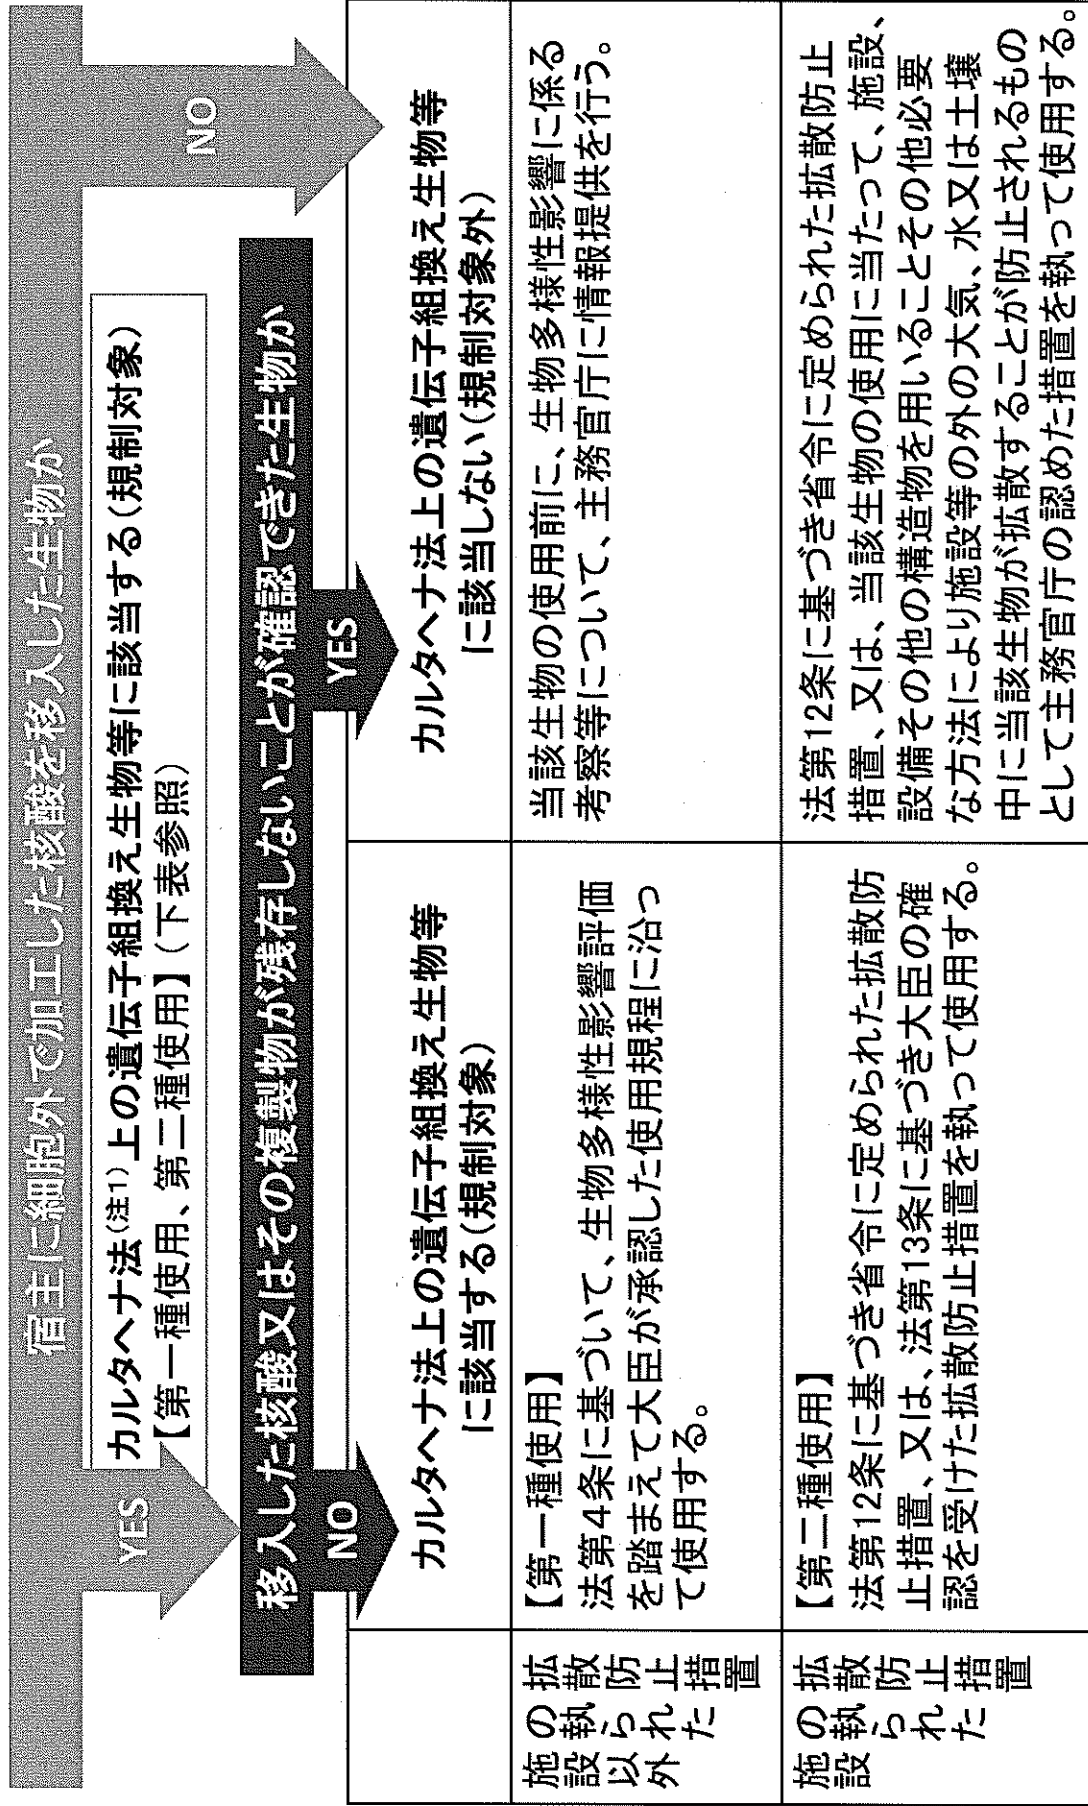 宿主に細胞外で加工した核酸を移入した生物か
YES
NO
カルタヘナ法(注1)上の遺伝子組換え生物等に該当する(規制対象)
【第一種使用、第二種使用】(下表参照)
移入した核酸又はその複製物が残存しないことが確認できた生物か
NO
YES
カルタヘナ法上の遺伝子組換え生物等
に該当する(規制対象)
カルタヘナ法上の遺伝子組換え生物等
に該当しない(規制対象外)
拡散防止措置
の執られた
施設以外
【第一種使用】
法第4条に基づいて、生物多様性影響評価
を踏まえて大臣が承認した使用規程に沿っ
て使用する。
当該生物の使用前に、生物多様性影響に係る
考察等について、主務官庁に情報提供を行う。
拡散防止措置
の執られた
施設
【第二種使用】
法第12条に基づき省令に定められた拡散防
止措置、又は、法第13条に基づき大臣の確
認を受けた拡散防止措置を執って使用する。
法第12条に基づき省令に定められた拡散防止
措置、又は、当該生物の使用に当たって、施設、
設備その他の構造物を用いることその他必要
な方法により施設等の外の大気、水又は土壌
中に当該生物が拡散することが防止されるもの
として主務官庁の認めた措置を執って使用する。